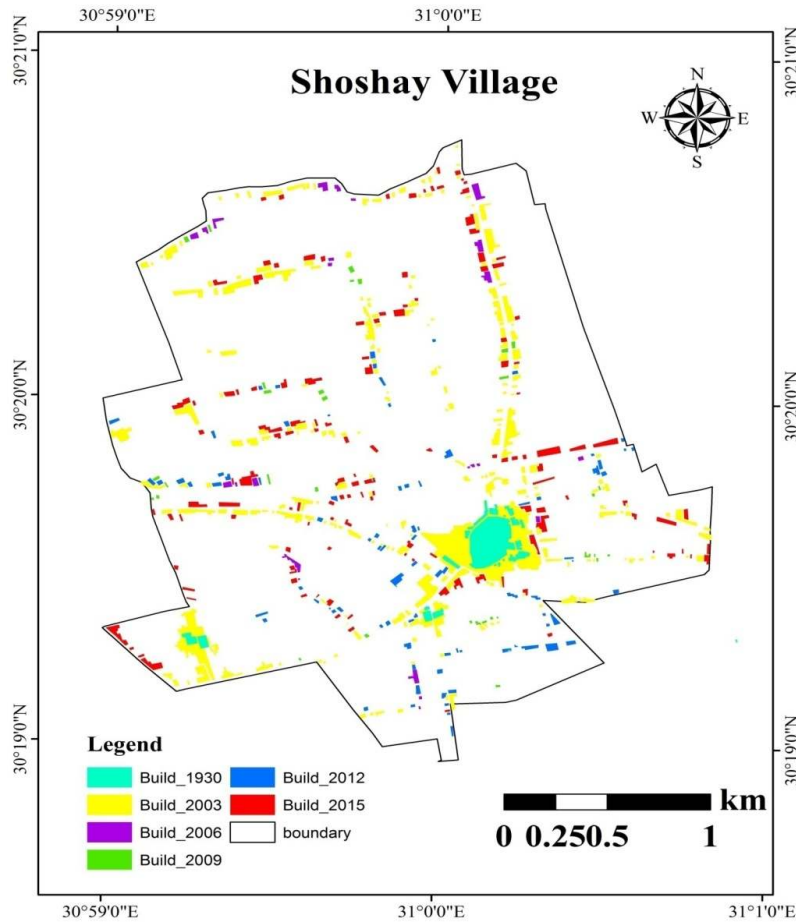 30°59'0"E 31°0'0"E
30°21'0"N 30°21'0"N
Shoshay Village
N
W E
S
30°20'0"N 30°20'0"N
30°19'0"N 30°19'0"N
Legend
Build_1930 Build_2012
Build_2003 Build_2015
Build_2006 boundary
Build_2009
km
0 0.25 0.5 1
30°59'0"E 31°0'0"E 31°1'0"E